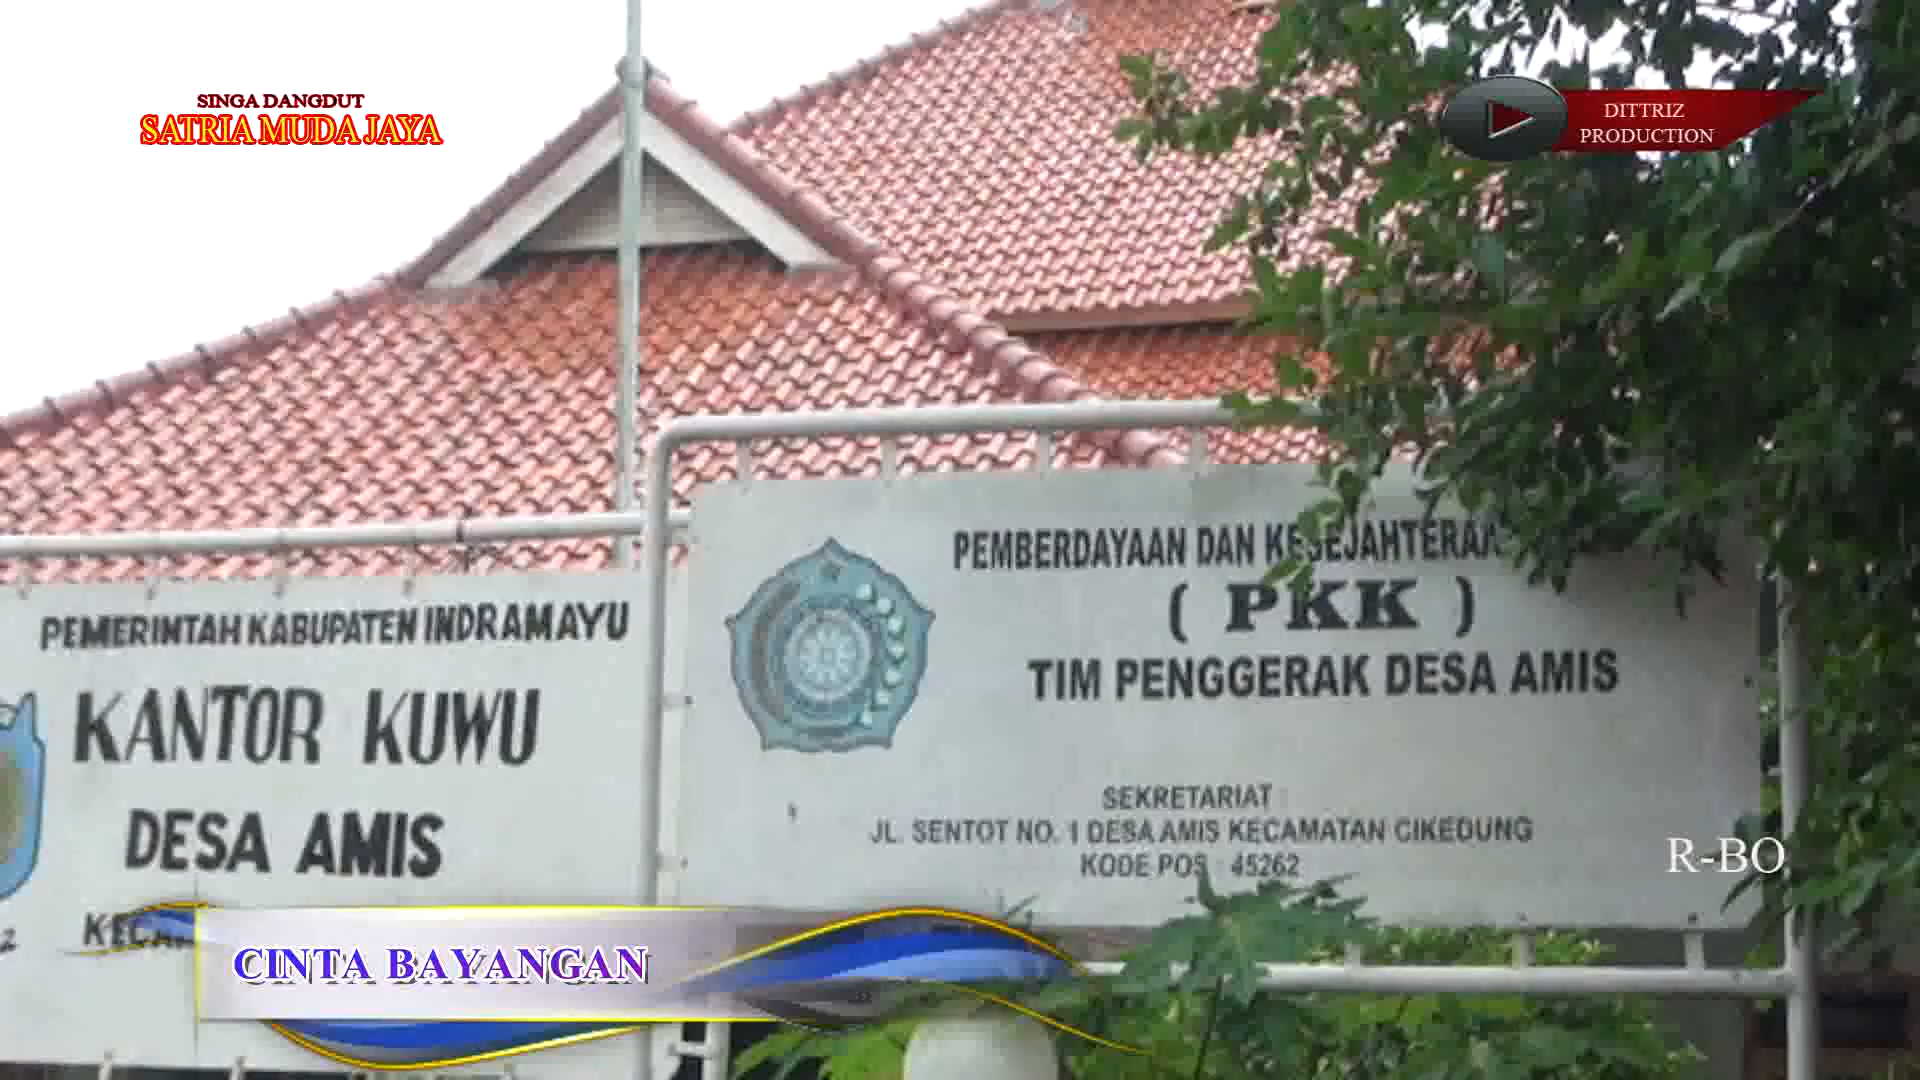 SINGA DANGDUT
SATRIA MUDA JAYA
DITTRIZ
PRODUCTION
PEMERINTAH KABUPATEN INDRAMAYU
KANTOR KUWU
DESA AMIS
PEMBERDAYAAN DAN KESEJAHTERAA
( PKK )
TIM PENGGERAK DESA AMIS
SEKRETARIAT
JL. SENTOT NO. 1 DESA AMIS KECAMATAN CIKEDUNG
KODE POS : 45262
R-BO
CINTA BAYANGAN